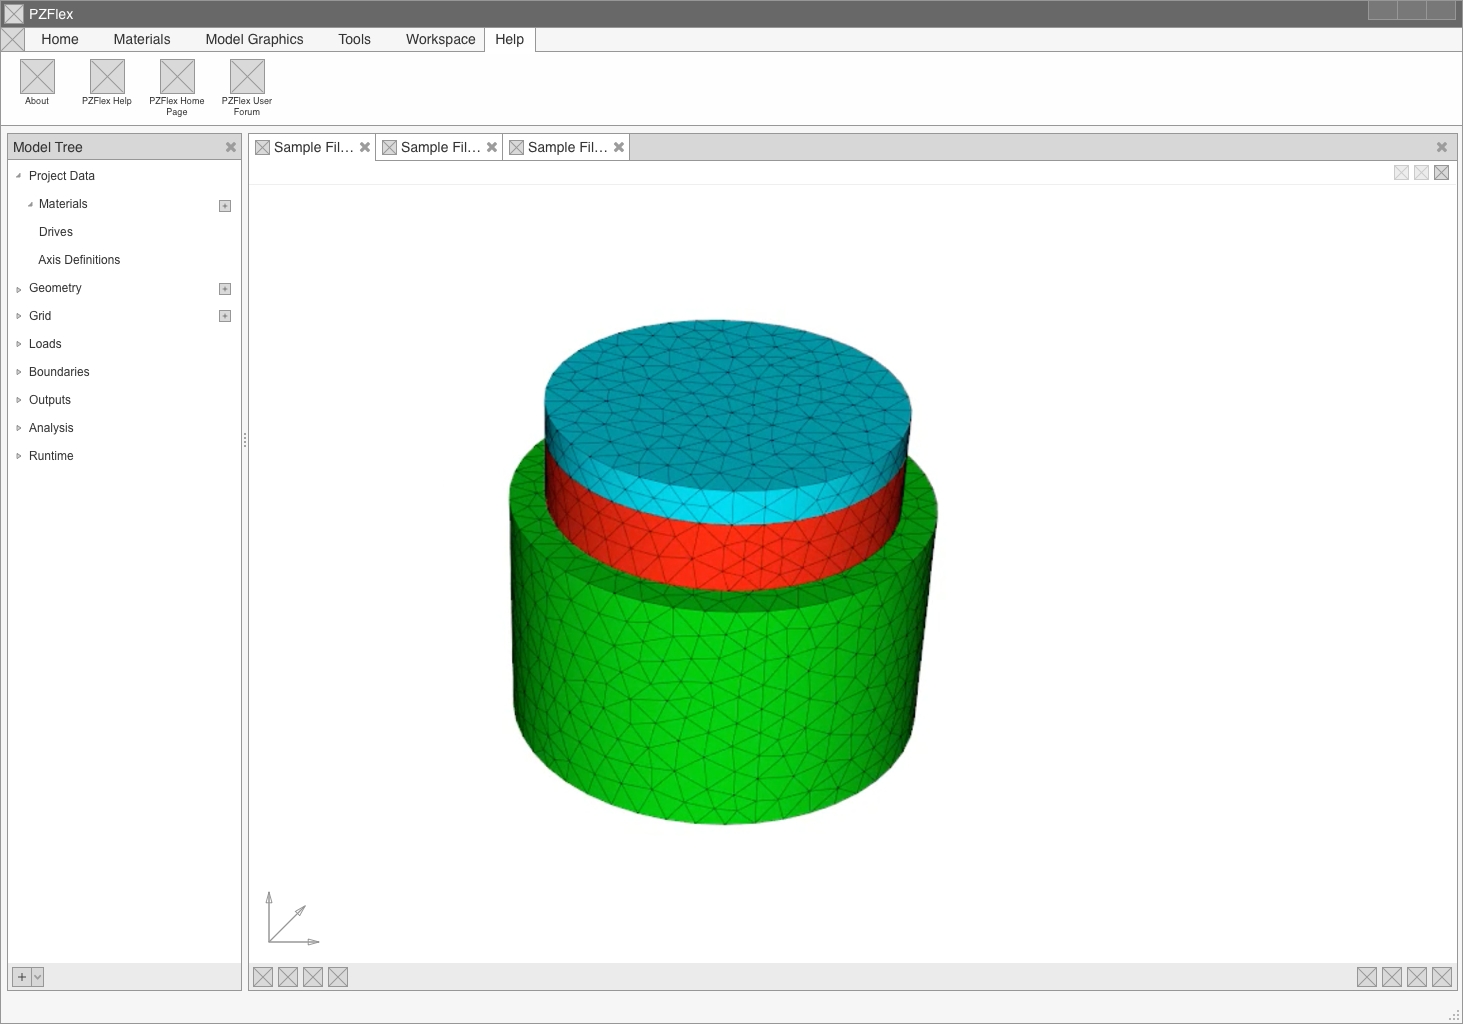 PZFlex
Home Materials Model Graphics Tools Workspace Help
About PZFlex Help PZFlex Home Page PZFlex User Forum
Model Tree
Sample Fil... Sample Fil... Sample Fil...
Project Data
Materials
Drives
Axis Definitions
Geometry
Grid
Loads
Boundaries
Outputs
Analysis
Runtime